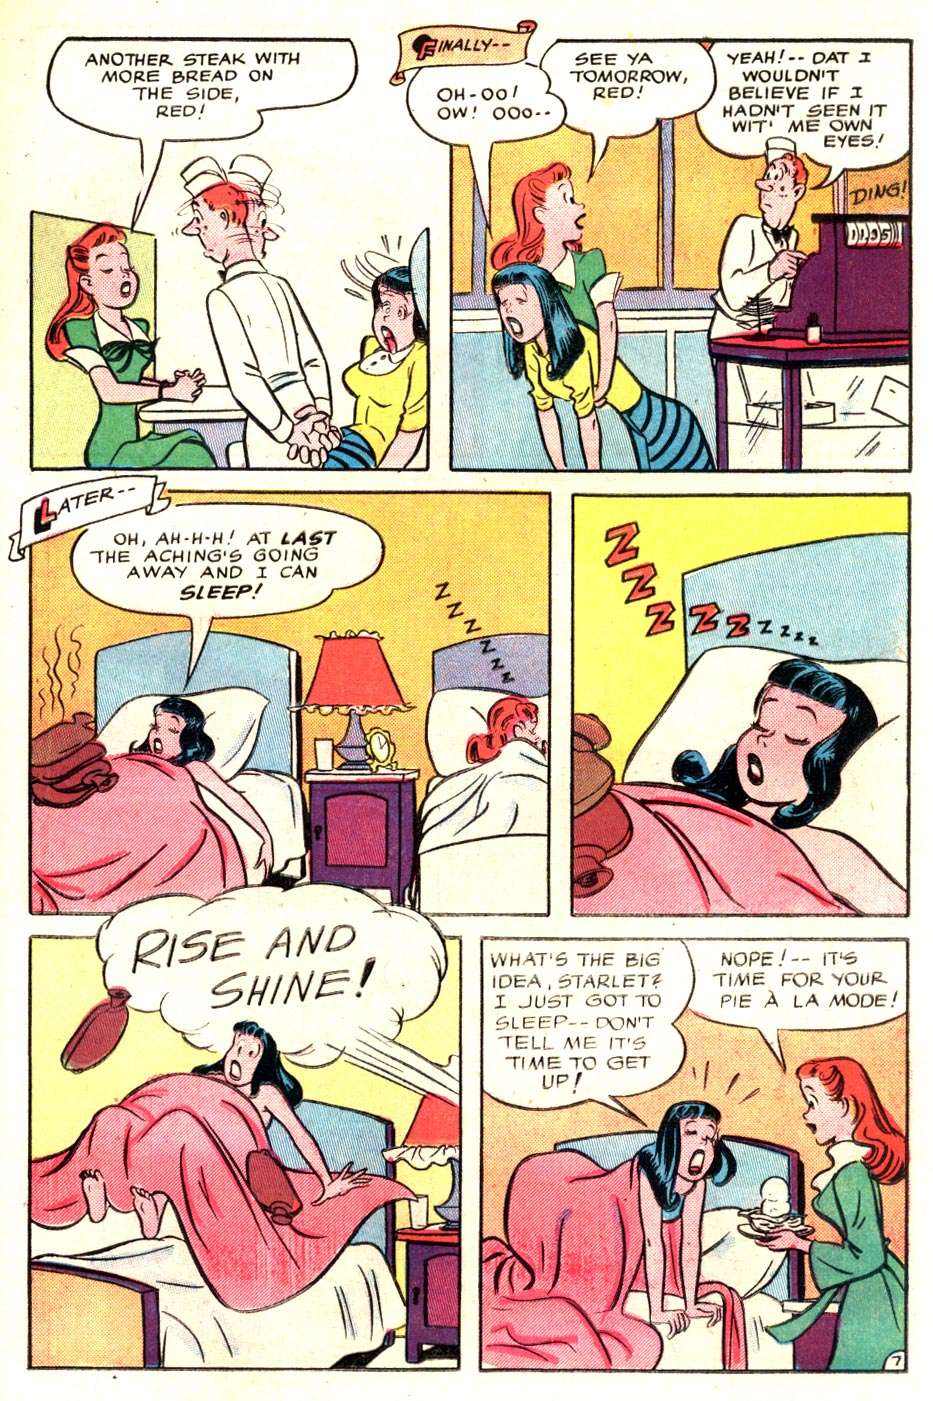 ANOTHER STEAK WITH
MORE BREAD ON
THE SIDE,
RED!
FINALLY--
OH-OO!
OW! OOO--
SEE YA
TOMORROW,
RED!
YEAH!-- DAT I
WOULDN'T
BELIEVE IF I
HADN'T SEEN IT
WIT' ME OWN
EYES!
DING!
LATER--
OH, AH-H-H! AT LAST
THE ACHING'S GOING
AWAY AND I CAN
SLEEP!
Z
Z
Z
Z
Z
Z
Z
Z
Z
Z Z Z Z Z Z
RISE AND
SHINE!
WHAT'S THE BIG
IDEA, STARLET?
I JUST GOT TO
SLEEP-- DON'T
TELL ME IT'S
TIME TO GET
UP!
NOPE!-- IT'S
TIME FOR YOUR
PIE À LA MODE!
7